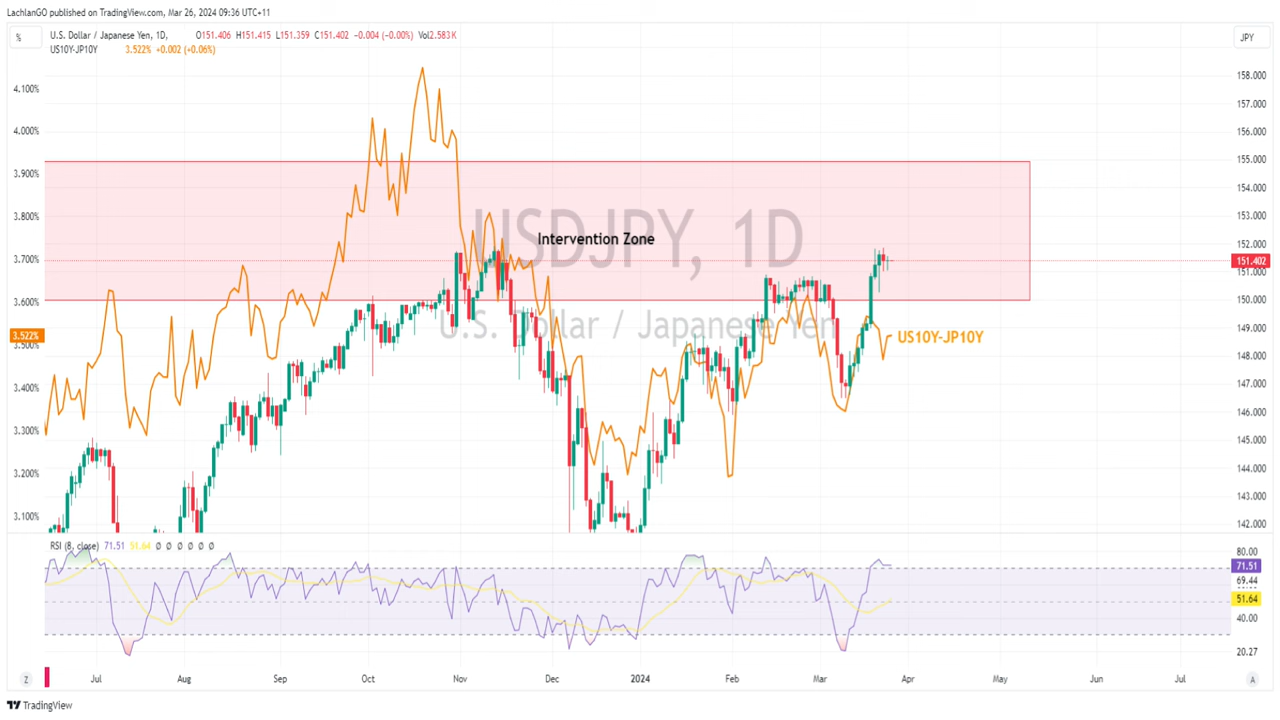 LachlanGO published on TradingView.com, Mar 26, 2024 09:36 UTC+11
% U.S. Dollar / Japanese Yen, 1D, O151.406 H151.415 L151.359 C151.402 −0.004 (−0.00%) Vol2.583K JPY
US10Y-JP10Y 3.522% +0.002 (+0.06%)
158.000
4.100%
157.000
4.000% 156.000
155.000
3.900%
154.000
3.800% 153.000
USDJPY, 1D
Intervention Zone
152.000
3.700% 151.402
151.000
3.600% 150.000
U.S. Dollar / Japanese Yen
149.000
3.522% US10Y-JP10Y
3.500% 148.000
3.400% 147.000
146.000
3.300%
145.000
3.200% 144.000
143.000
3.100%
142.000
RSI (8, close) 71.51 51.64 Ø Ø Ø Ø Ø Ø
80.00
71.51
69.44
51.64
40.00
20.27
Z Jul Aug Sep Oct Nov Dec 2024 Feb Mar Apr May Jun Jul A
TradingView